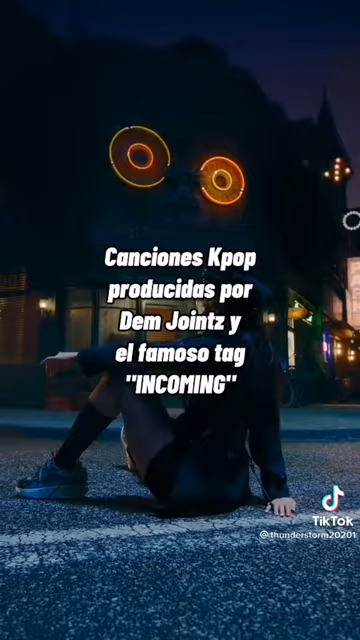 Canciones Kpop
producidas por
Dem Jointz y
el famoso tag
"INCOMING"
TikTok
@thunderstorm20201